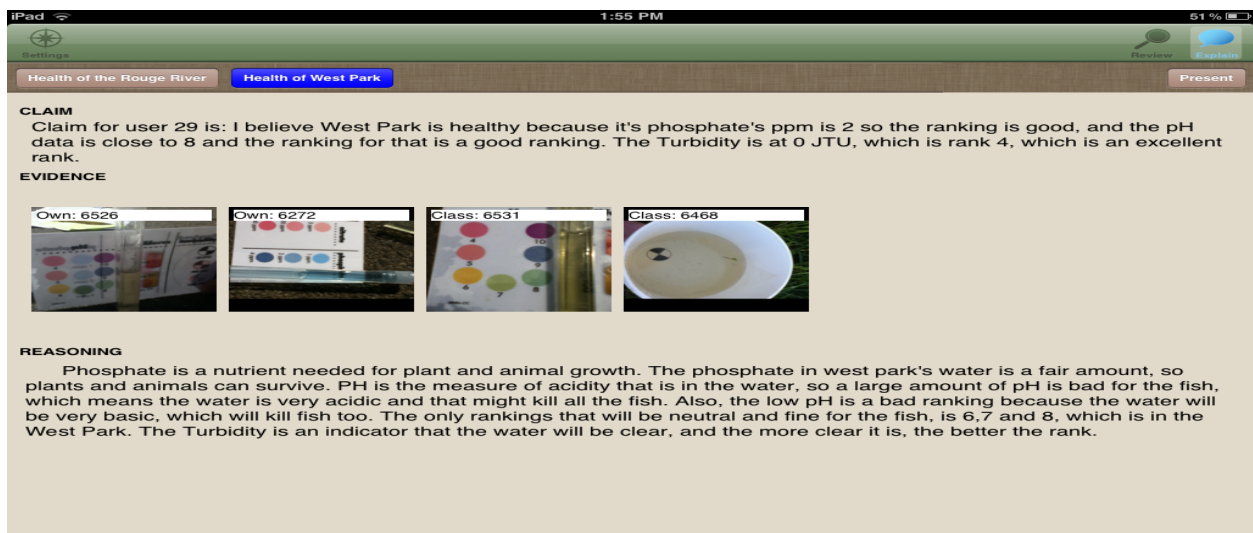 iPad 1:55 PM 51 %
Settings Review Explain
Health of the Rouge River Health of West Park Present
CLAIM
Claim for user 29 is: I believe West Park is healthy because it's phosphate's ppm is 2 so the ranking is good, and the pH
data is close to 8 and the ranking for that is a good ranking. The Turbidity is at 0 JTU, which is rank 4, which is an excellent
rank.
EVIDENCE
Own: 6526 Own: 6272 Class: 6531 Class: 6468
4 10
5 9
6 7 8
REASONING
Phosphate is a nutrient needed for plant and animal growth. The phosphate in west park's water is a fair amount, so
plants and animals can survive. PH is the measure of acidity that is in the water, so a large amount of pH is bad for the fish,
which means the water is very acidic and that might kill all the fish. Also, the low pH is a bad ranking because the water will
be very basic, which will kill fish too. The only rankings that will be neutral and fine for the fish, is 6,7 and 8, which is in the
West Park. The Turbidity is an indicator that the water will be clear, and the more clear it is, the better the rank.